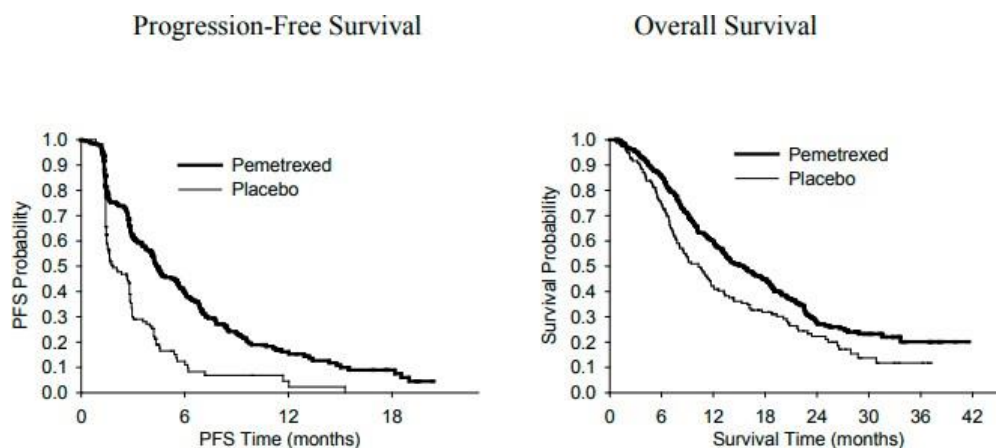 Progression-Free Survival
Overall Survival
PFS Probability
1.0
0.9
0.8
0.7
0.6
0.5
0.4
0.3
0.2
0.1
0.0
Pemetrexed
Placebo
0 6 12 18
PFS Time (months)
Survival Probability
1.0
0.9
0.8
0.7
0.6
0.5
0.4
0.3
0.2
0.1
0.0
Pemetrexed
Placebo
0 6 12 18 24 30 36 42
Survival Time (months)